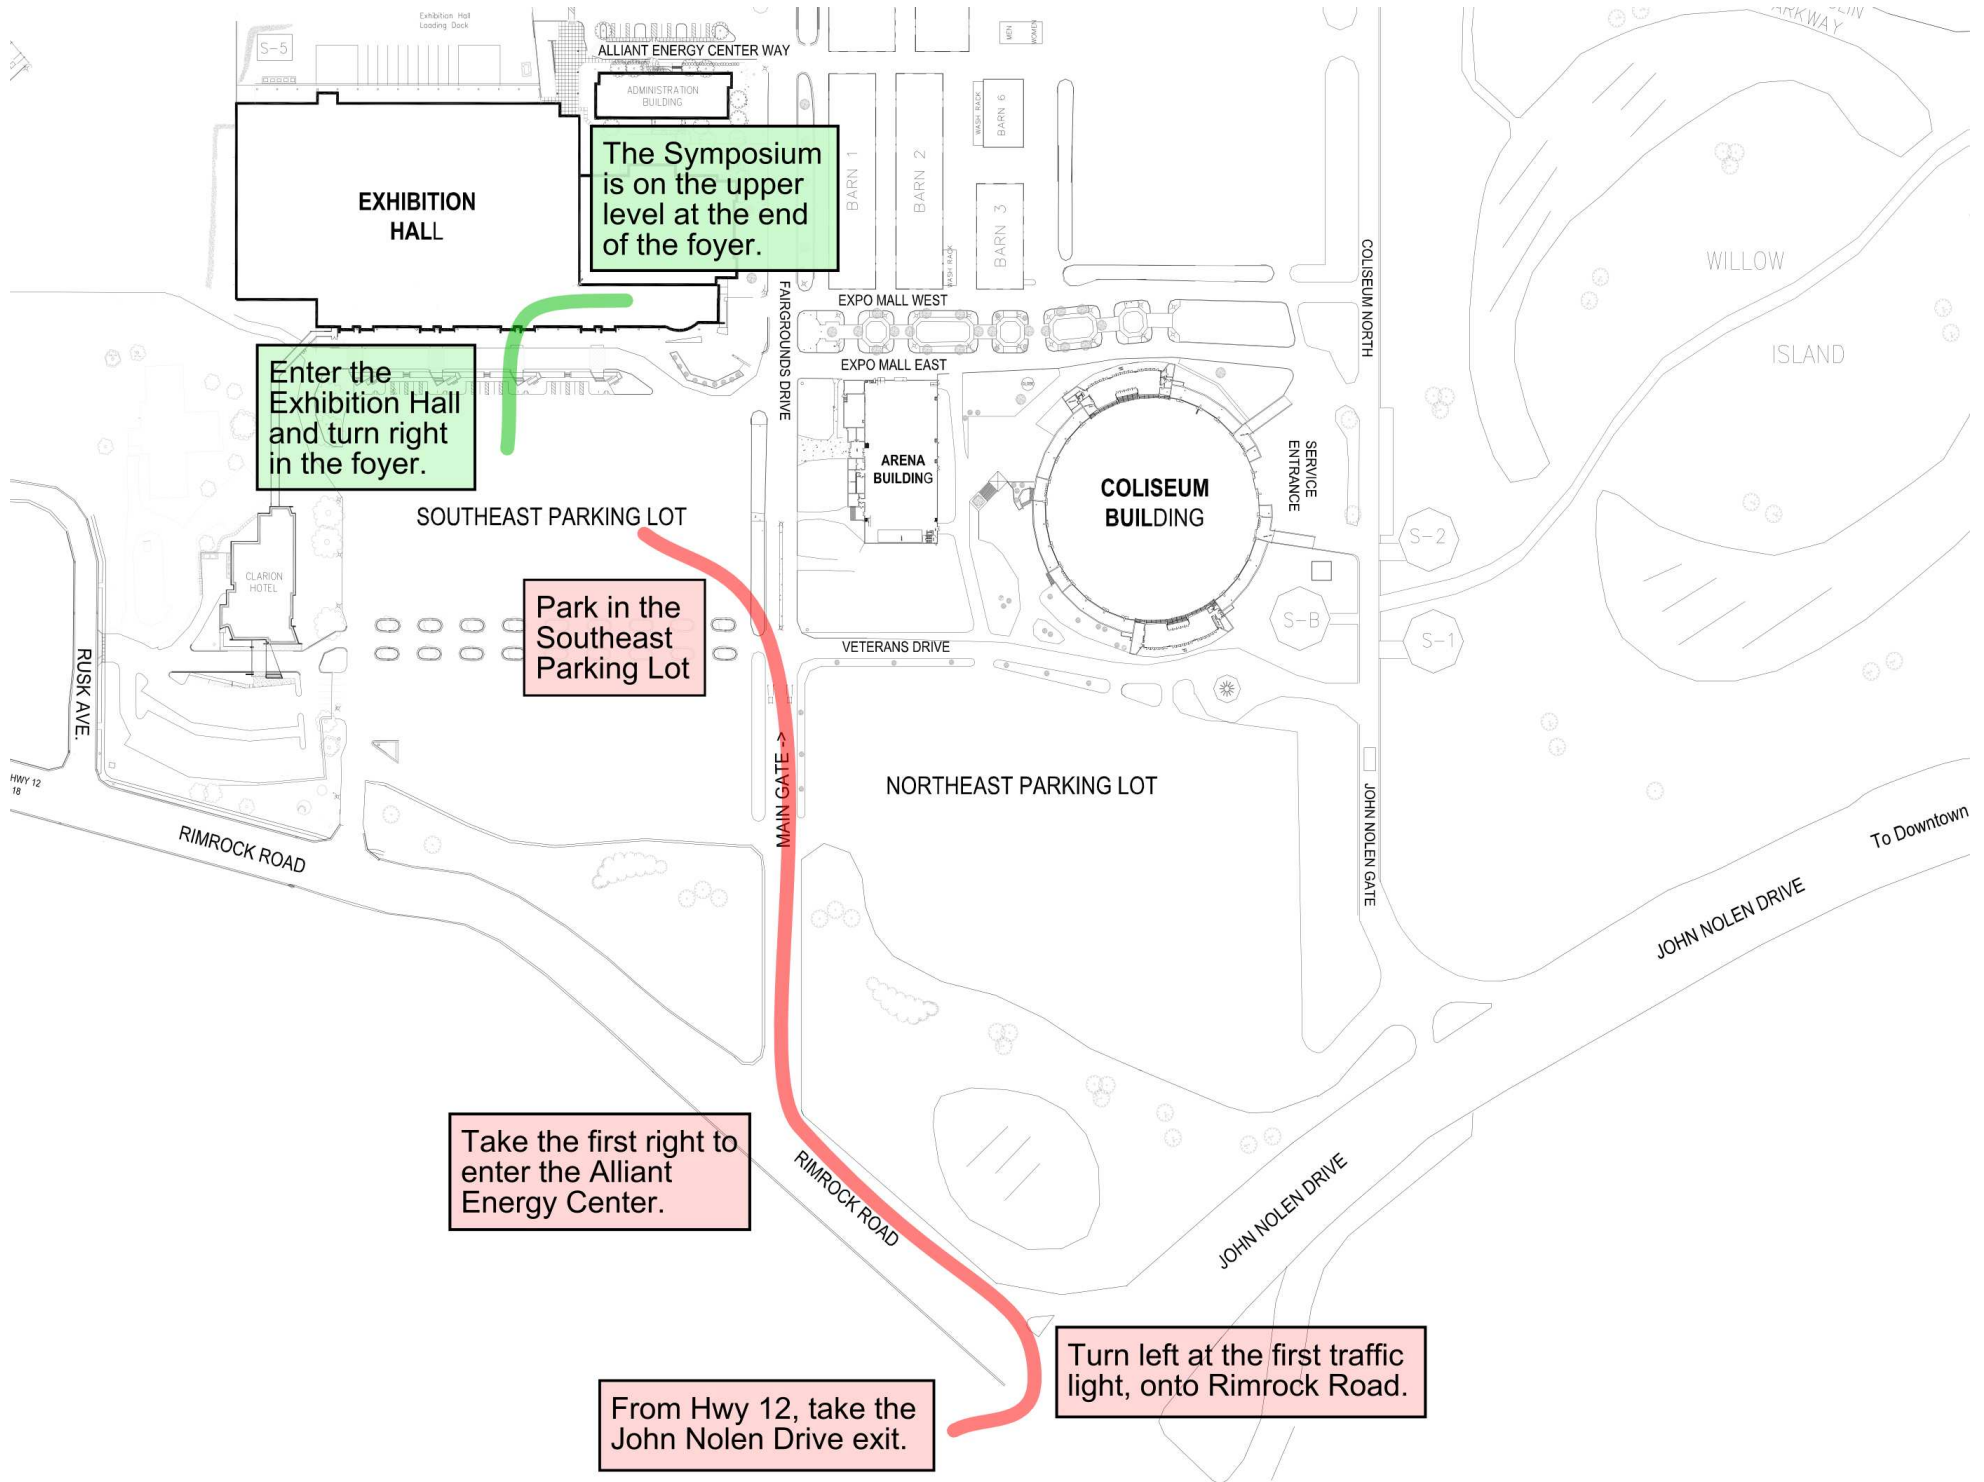 Exhibition Hall
Loading Dock
S-5
ALLIANT ENERGY CENTER WAY
MEN
WOMEN
ARKWAY
ADMINISTRATION
BUILDING
The Symposium
is on the upper
level at the end
of the foyer.
EXHIBITION
HALL
BARN 1
BARN 2
WASH RACK
BARN 6
BARN 3
WASH RACK
WILLOW
ISLAND
COLISEUM NORTH
FAIRGROUNDS DRIVE
EXPO MALL WEST
EXPO MALL EAST
Enter the
Exhibition Hall
and turn right
in the foyer.
ARENA
BUILDING
COLISEUM
BUILDING
SERVICE
ENTRANCE
SOUTHEAST PARKING LOT
S-2
CLARION
HOTEL
Park in the
Southeast
Parking Lot
S-B
S-1
VETERANS DRIVE
RUSK AVE.
HWY 12
18
MAIN GATE ->
NORTHEAST PARKING LOT
JOHN NOLEN GATE
To Downtown
RIMROCK ROAD
JOHN NOLEN DRIVE
Take the first right to
enter the Alliant
Energy Center.
RIMROCK ROAD
JOHN NOLEN DRIVE
Turn left at the first traffic
light, onto Rimrock Road.
From Hwy 12, take the
John Nolen Drive exit.